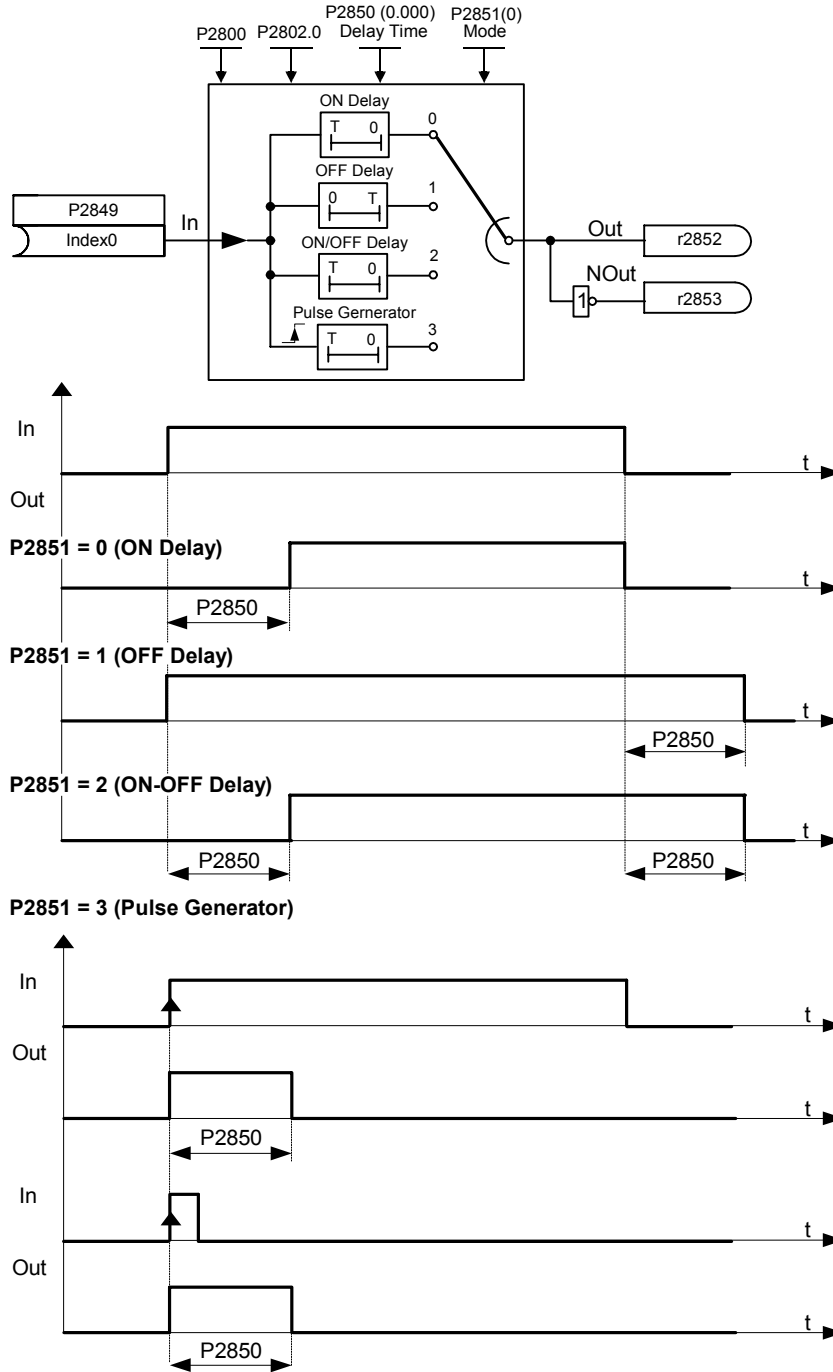 P2800 P2802.0 P2850 (0.000) P2851(0)
Delay Time Mode
ON Delay
T 0 0
OFF Delay
0 T 1
P2849
Index0
In
ON/OFF Delay
T 0 2
Pulse Gernerator
T 0 3
Out
r2852
NOut
1
r2853
In
t
Out
P2851 = 0 (ON Delay)
t
P2850
P2851 = 1 (OFF Delay)
t
P2850
P2851 = 2 (ON-OFF Delay)
t
P2850 P2850
P2851 = 3 (Pulse Generator)
In
t
Out
t
P2850
In
t
Out
t
P2850